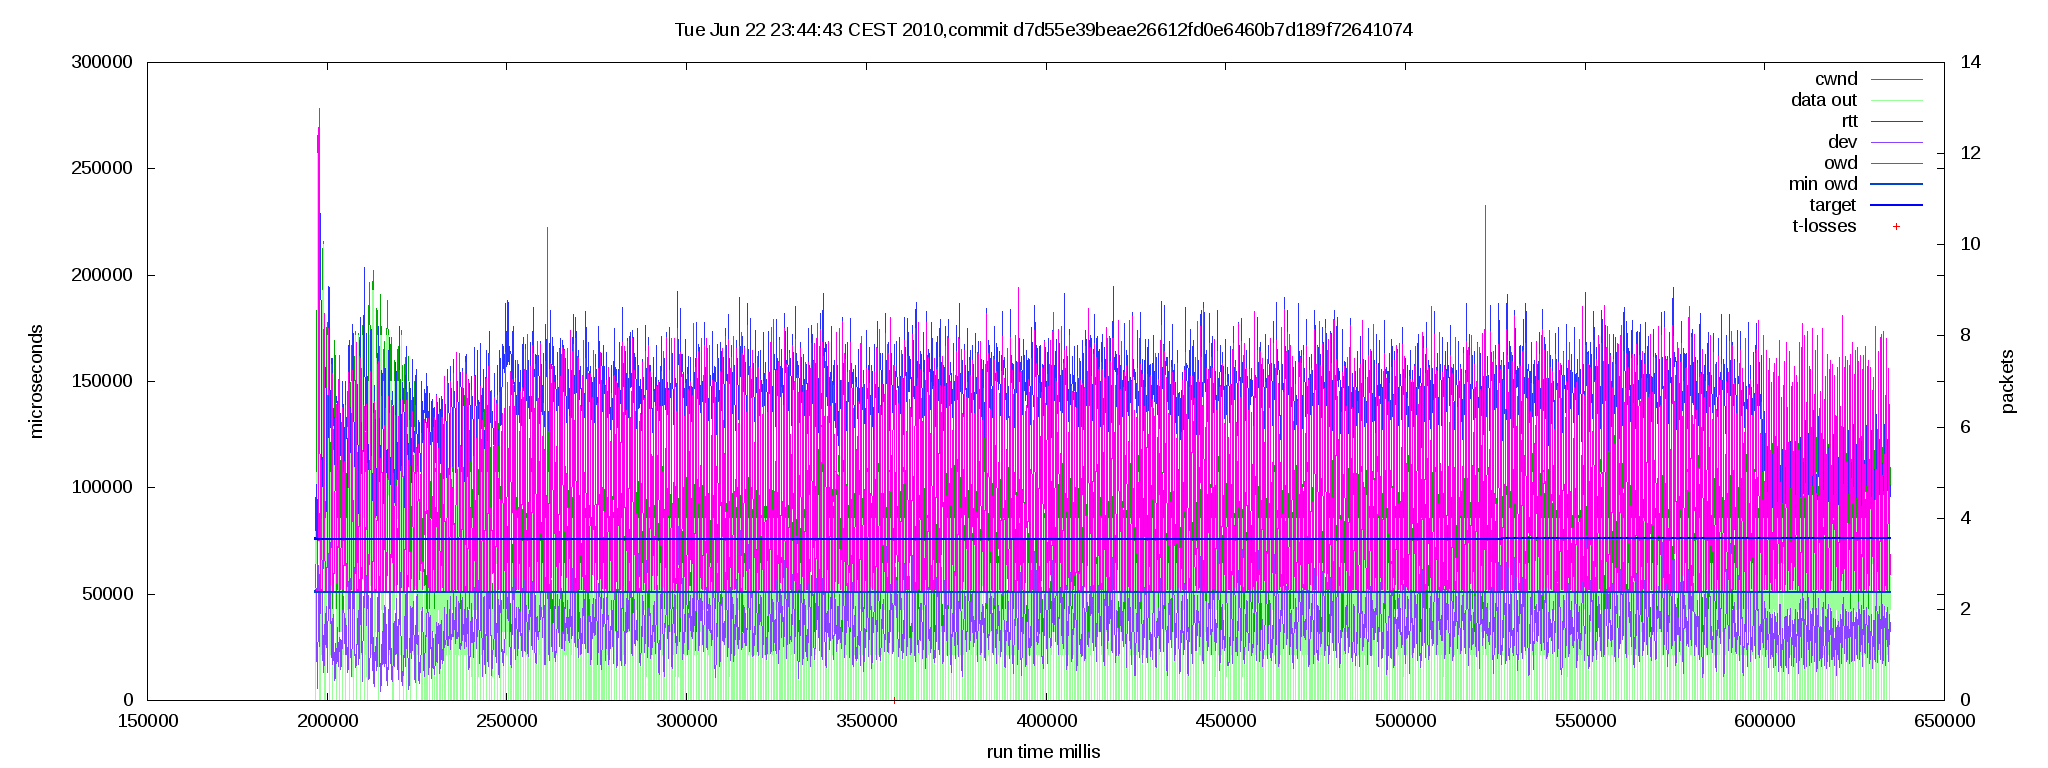 Tue Jun 22 23:44:43 CEST 2010,commit d7d55e39beae26612fd0e6460b7d189f72641074
300000
250000
200000
150000
100000
50000
0
microseconds
14
12
10
8
6
4
2
0
packets
cwnd
data out
rtt
dev
owd
min owd
target
t-losses
150000 200000 250000 300000 350000 400000 450000 500000 550000 600000 650000
run time millis